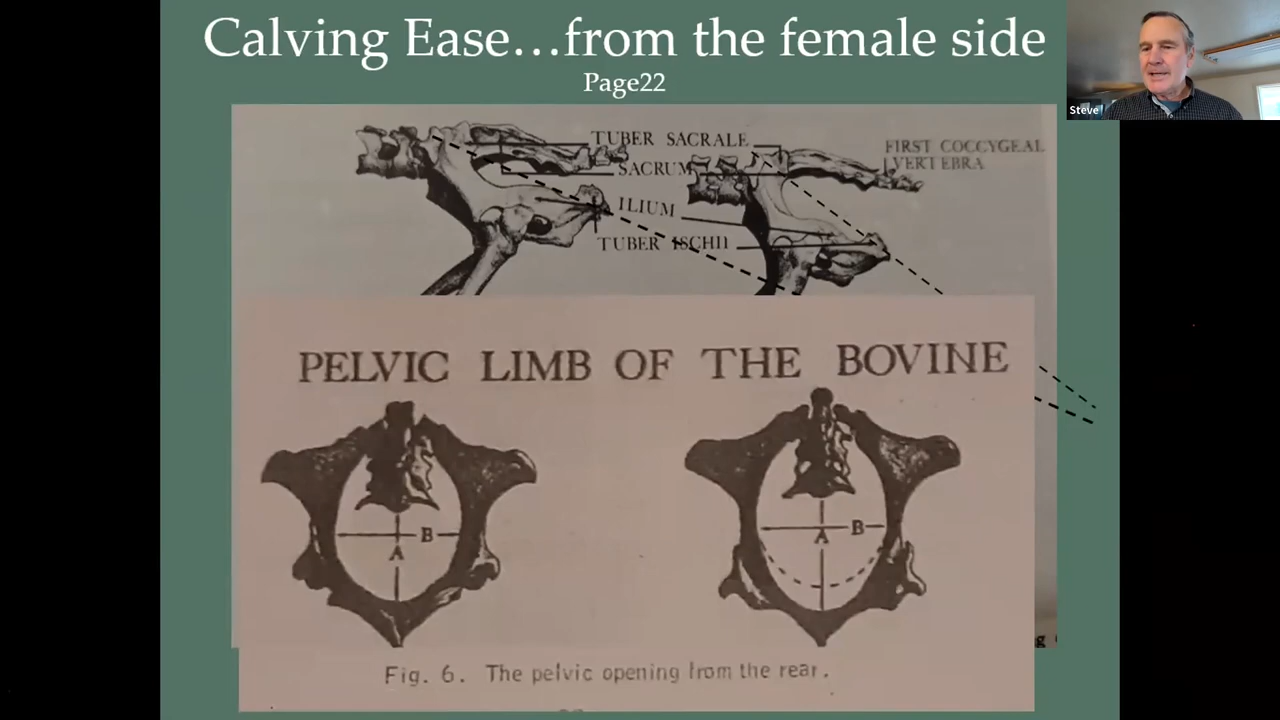 Calving Ease…from the female side
Page22
Steve
TUBER SACRALE
SACRUM
ILIUM
TUBER ISCHII
FIRST COCCYGEAL
VERTEBRA
PELVIC LIMB OF THE BOVINE
B
A
B
A
Fig. 6. The pelvic opening from the rear.